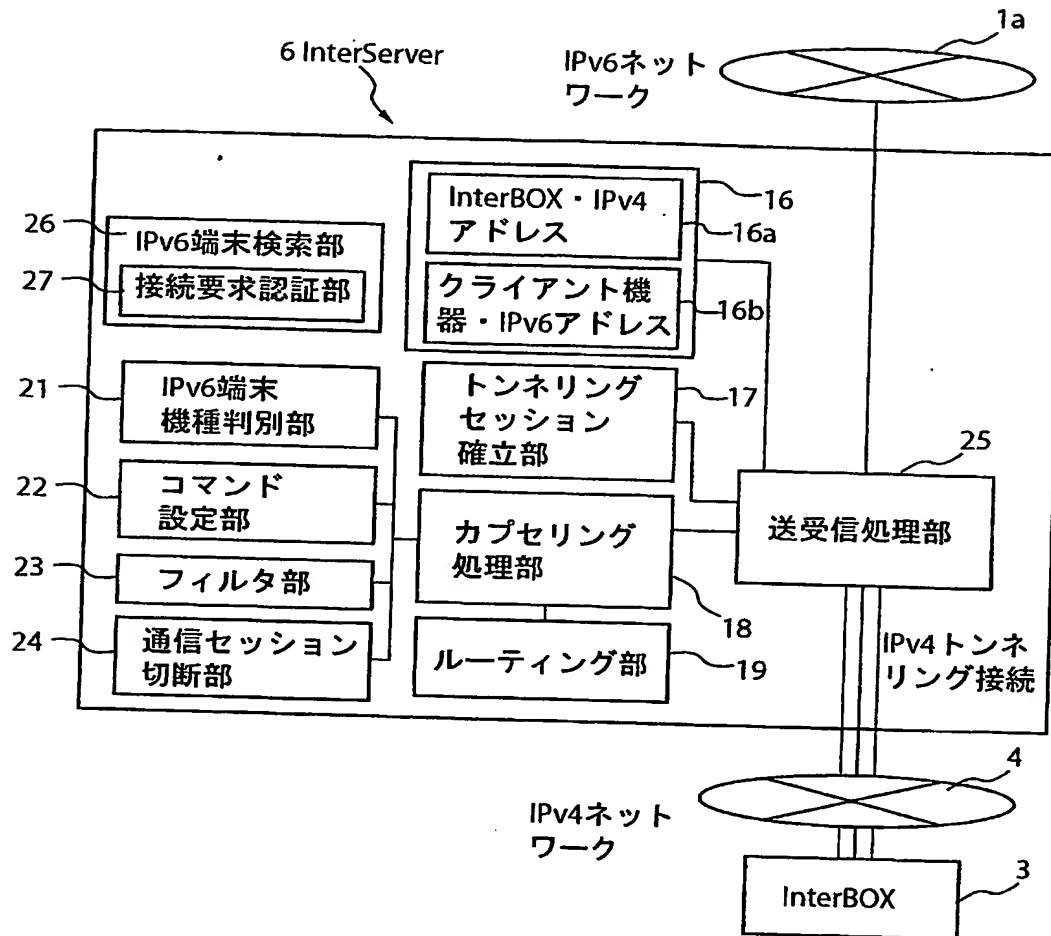 1a
6 InterServer
IPv6ネット
ワーク
InterBOX・IPv4
アドレス
16
16a
26
IPv6端末検索部
27
接続要求認証部
クライアント機
器・IPv6アドレス
16b
21
IPv6端末
機種判別部
トンネリング
セッション
確立部
17
22
コマンド
設定部
25
送受信処理部
カプセリング
処理部
18
23
フィルタ部
24
通信セッション
切断部
ルーティング部
19
IPv4トンネ
リング接続
4
IPv4ネット
ワーク
InterBOX
3